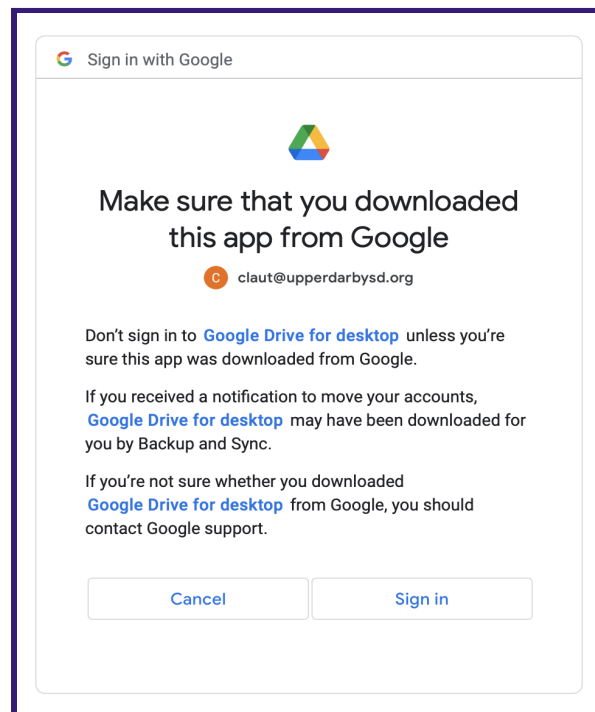 Sign in with Google
Make sure that you downloaded
this app from Google
C claut@upperdarbysd.org
Don’t sign in to Google Drive for desktop unless you’re
sure this app was downloaded from Google.
If you received a notification to move your accounts,
Google Drive for desktop may have been downloaded for
you by Backup and Sync.
If you’re not sure whether you downloaded
Google Drive for desktop from Google, you should
contact Google support.
Cancel Sign in